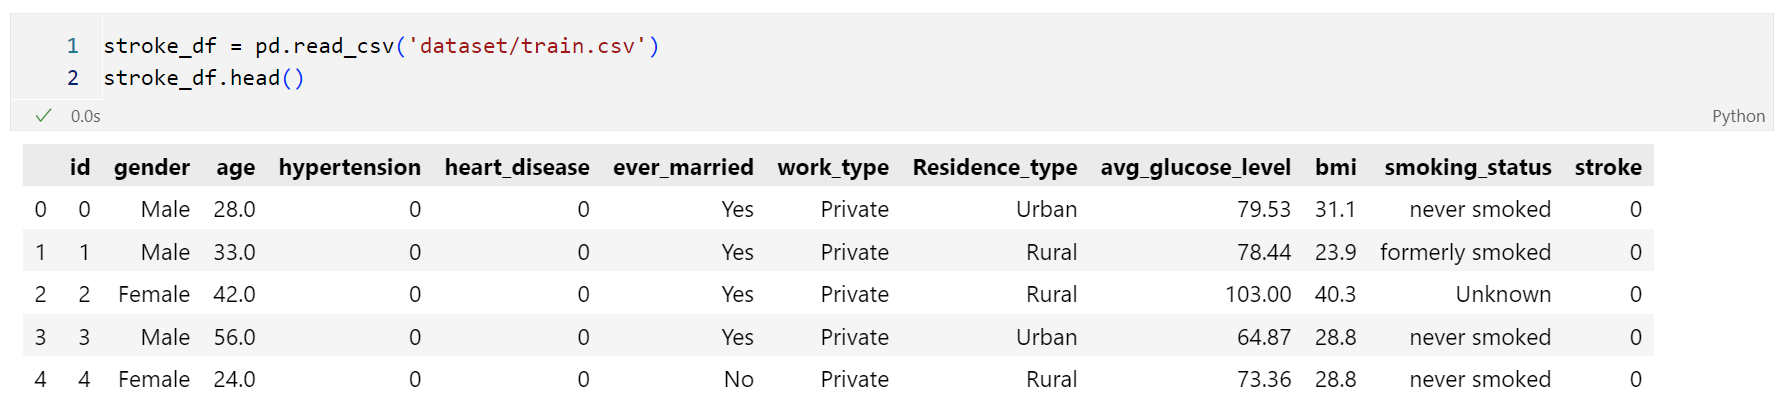 1 stroke_df = pd.read_csv('dataset/train.csv')
2 stroke_df.head()
0.0s Python
id gender age hypertension heart_disease ever_married work_type Residence_type avg_glucose_level bmi smoking_status stroke
0 0 Male 28.0 0 0 Yes Private Urban 79.53 31.1 never smoked 0
1 1 Male 33.0 0 0 Yes Private Rural 78.44 23.9 formerly smoked 0
2 2 Female 42.0 0 0 Yes Private Rural 103.00 40.3 Unknown 0
3 3 Male 56.0 0 0 Yes Private Urban 64.87 28.8 never smoked 0
4 4 Female 24.0 0 0 No Private Rural 73.36 28.8 never smoked 0